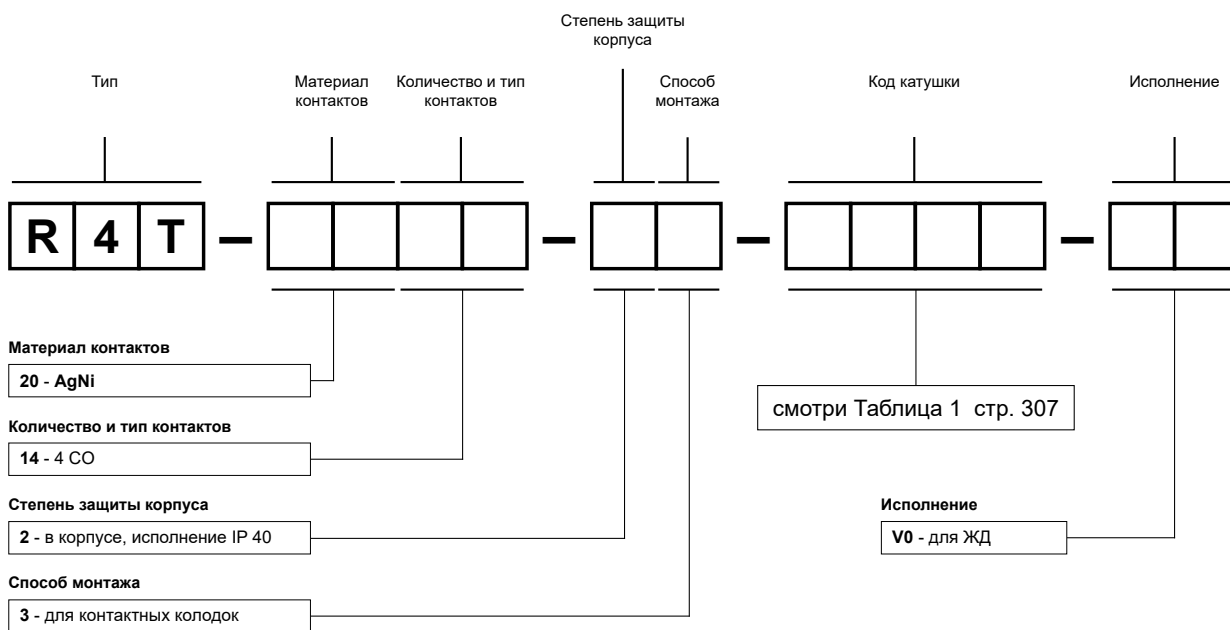 Степень защиты
корпуса
Тип
Материал
контактов
Количество и тип
контактов
Способ
монтажа
Код катушки
Исполнение
R 4 T – – – –
Материал контактов
20 - AgNi
смотри Таблица 1 стр. 307
Количество и тип контактов
14 - 4 CO
Степень защиты корпуса
2 - в корпусе, исполнение IP 40
Исполнение
V0 - для ЖД
Способ монтажа
3 - для контактных колодок